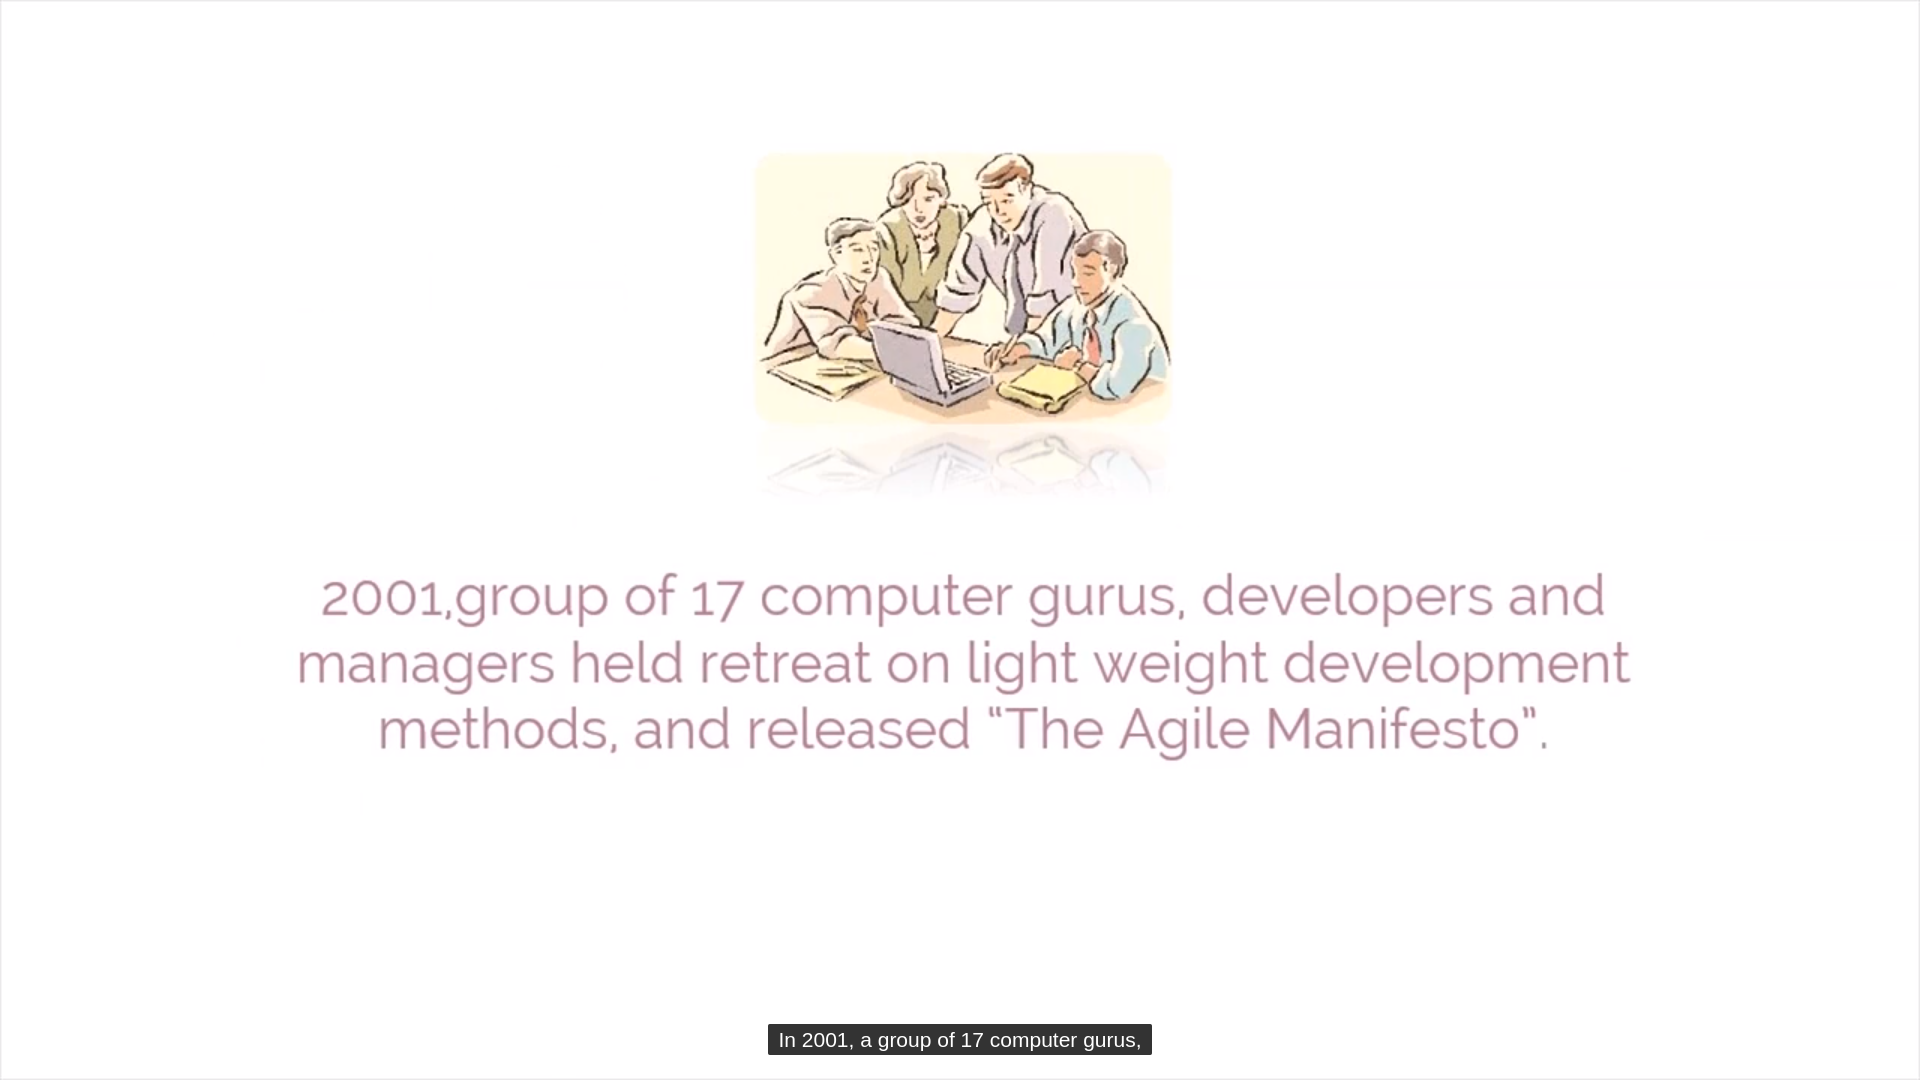 2001,group of 17 computer gurus, developers and
managers held retreat on light weight development
methods, and released “The Agile Manifesto”.
In 2001, a group of 17 computer gurus,